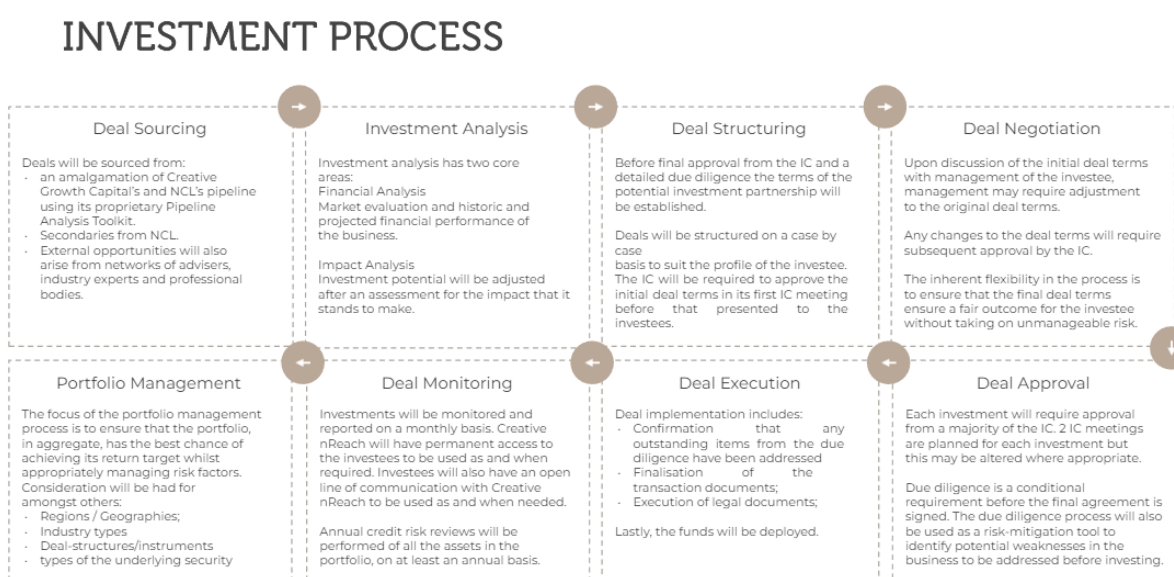 INVESTMENT PROCESS
Deal Sourcing
Deals will be sourced from:
· an amalgamation of Creative
Growth Capital's and NCL's pipeline
using its proprietary Pipeline
Analysis Toolkit.
· Secondaries from NCL.
· External opportunities will also
arise from networks of advisers,
industry experts and professional
bodies.
Investment Analysis
Investment analysis has two core
areas:
Financial Analysis
Market evaluation and historic and
projected financial performance of
the business.
Impact Analysis
Investment potential will be adjusted
after an assessment for the impact that it
stands to make.
Deal Structuring
Before final approval from the IC and a
detailed due diligence the terms of the
potential investment partnership will
be established.
Deals will be structured on a case by
case
basis to suit the profile of the investee.
The IC will be required to approve the
initial deal terms in its first IC meeting
before that presented to the
investees.
Deal Negotiation
Upon discussion of the initial deal terms
with management of the investee,
management may require adjustment
to the original deal terms.
Any changes to the deal terms will require
subsequent approval by the IC.
The inherent flexibility in the process is
to ensure that the final deal terms
ensure a fair outcome for the investee
without taking on unmanageable risk.
Portfolio Management
The focus of the portfolio management
process is to ensure that the portfolio,
in aggregate, has the best chance of
achieving its return target whilst
appropriately managing risk factors.
Consideration will be had for
amongst others:
· Regions / Geographies;
· Industry types
· Deal-structures/instruments
· types of the underlying security
Deal Monitoring
Investments will be monitored and
reported on a monthly basis. Creative
nReach will have permanent access to
the investees to be used as and when
required. Investees will also have an open
line of communication with Creative
nReach to be used as and when needed.
Annual credit risk reviews will be
performed of all the assets in the
portfolio, on at least an annual basis.
Deal Execution
Deal implementation includes:
· Confirmation that any
outstanding items from the due
diligence have been addressed
· Finalisation of the
transaction documents;
· Execution of legal documents;
Lastly, the funds will be deployed.
Deal Approval
Each investment will require approval
from a majority of the IC. 2 IC meetings
are planned for each investment but
this may be altered where appropriate.
Due diligence is a conditional
requirement before the final agreement is
signed. The due diligence process will also
be used as a risk-mitigation tool to
identify potential weaknesses in the
business to be addressed before investing.